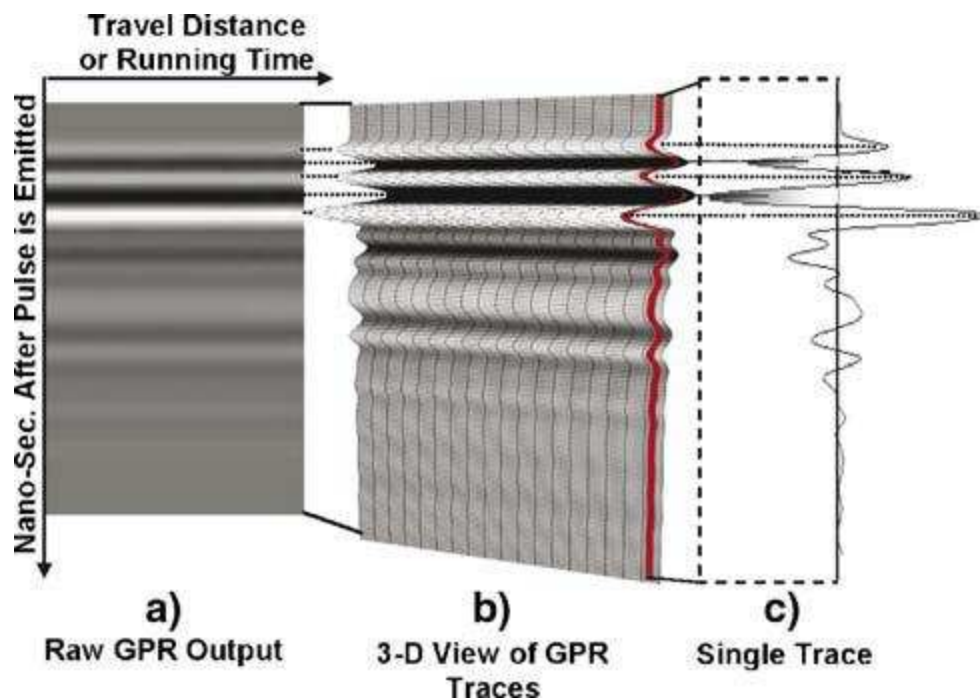 Travel Distance
or Running Time
Nano-Sec. After Pulse is Emitted
a)
Raw GPR Output
b)
3-D View of GPR
Traces
c)
Single Trace